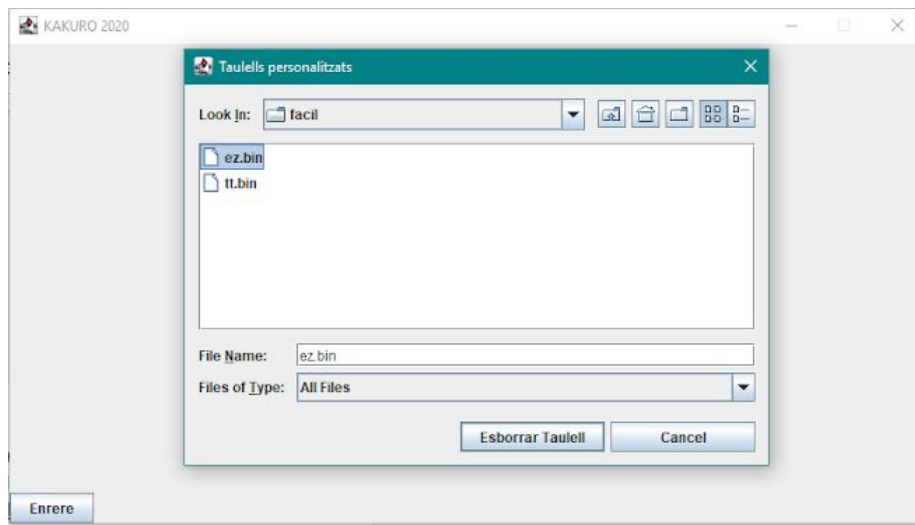 KAKURO 2020
Taulells personalitzats
Look In: facil
ez.bin
tt.bin
File Name: ez.bin
Files of Type: All Files
Esborrar Taulell Cancel
Enrere